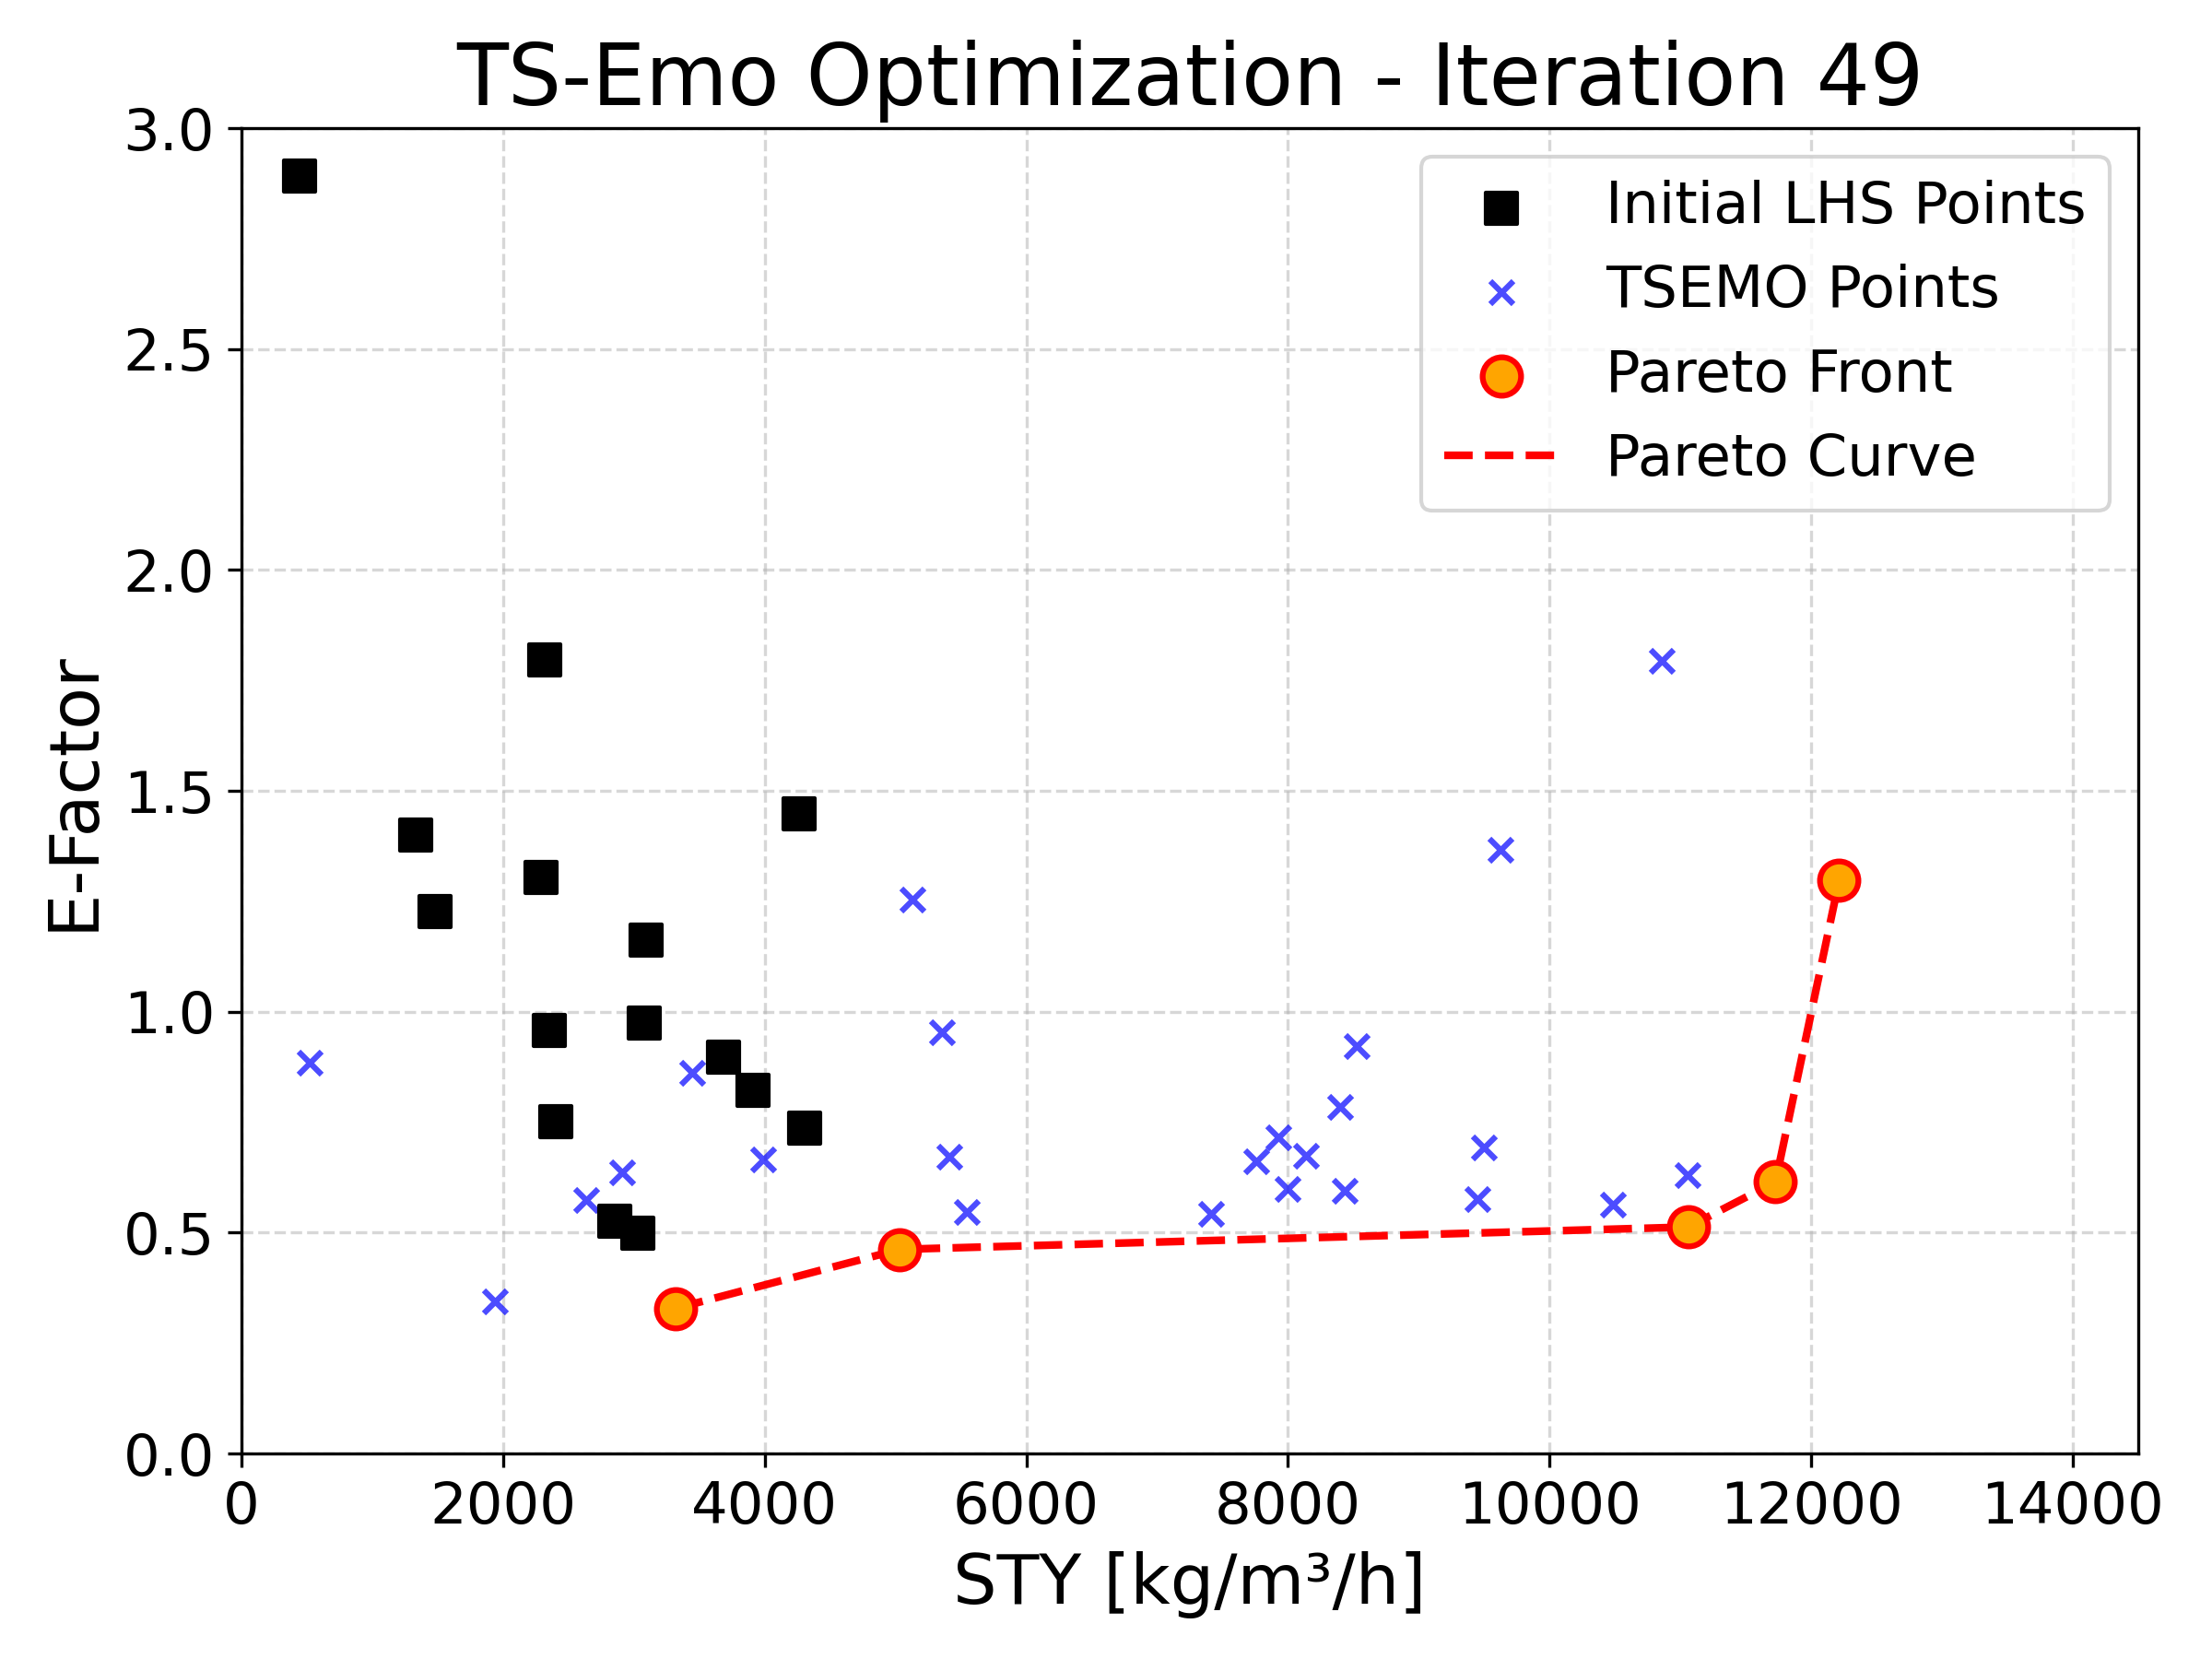 TS-Emo Optimization - Iteration 49
3.0
2.5
2.0
1.5
1.0
0.5
0.0
E-Factor
Initial LHS Points
TSEMO Points
Pareto Front
Pareto Curve
0 2000 4000 6000 8000 10000 12000 14000
STY [kg/m³/h]